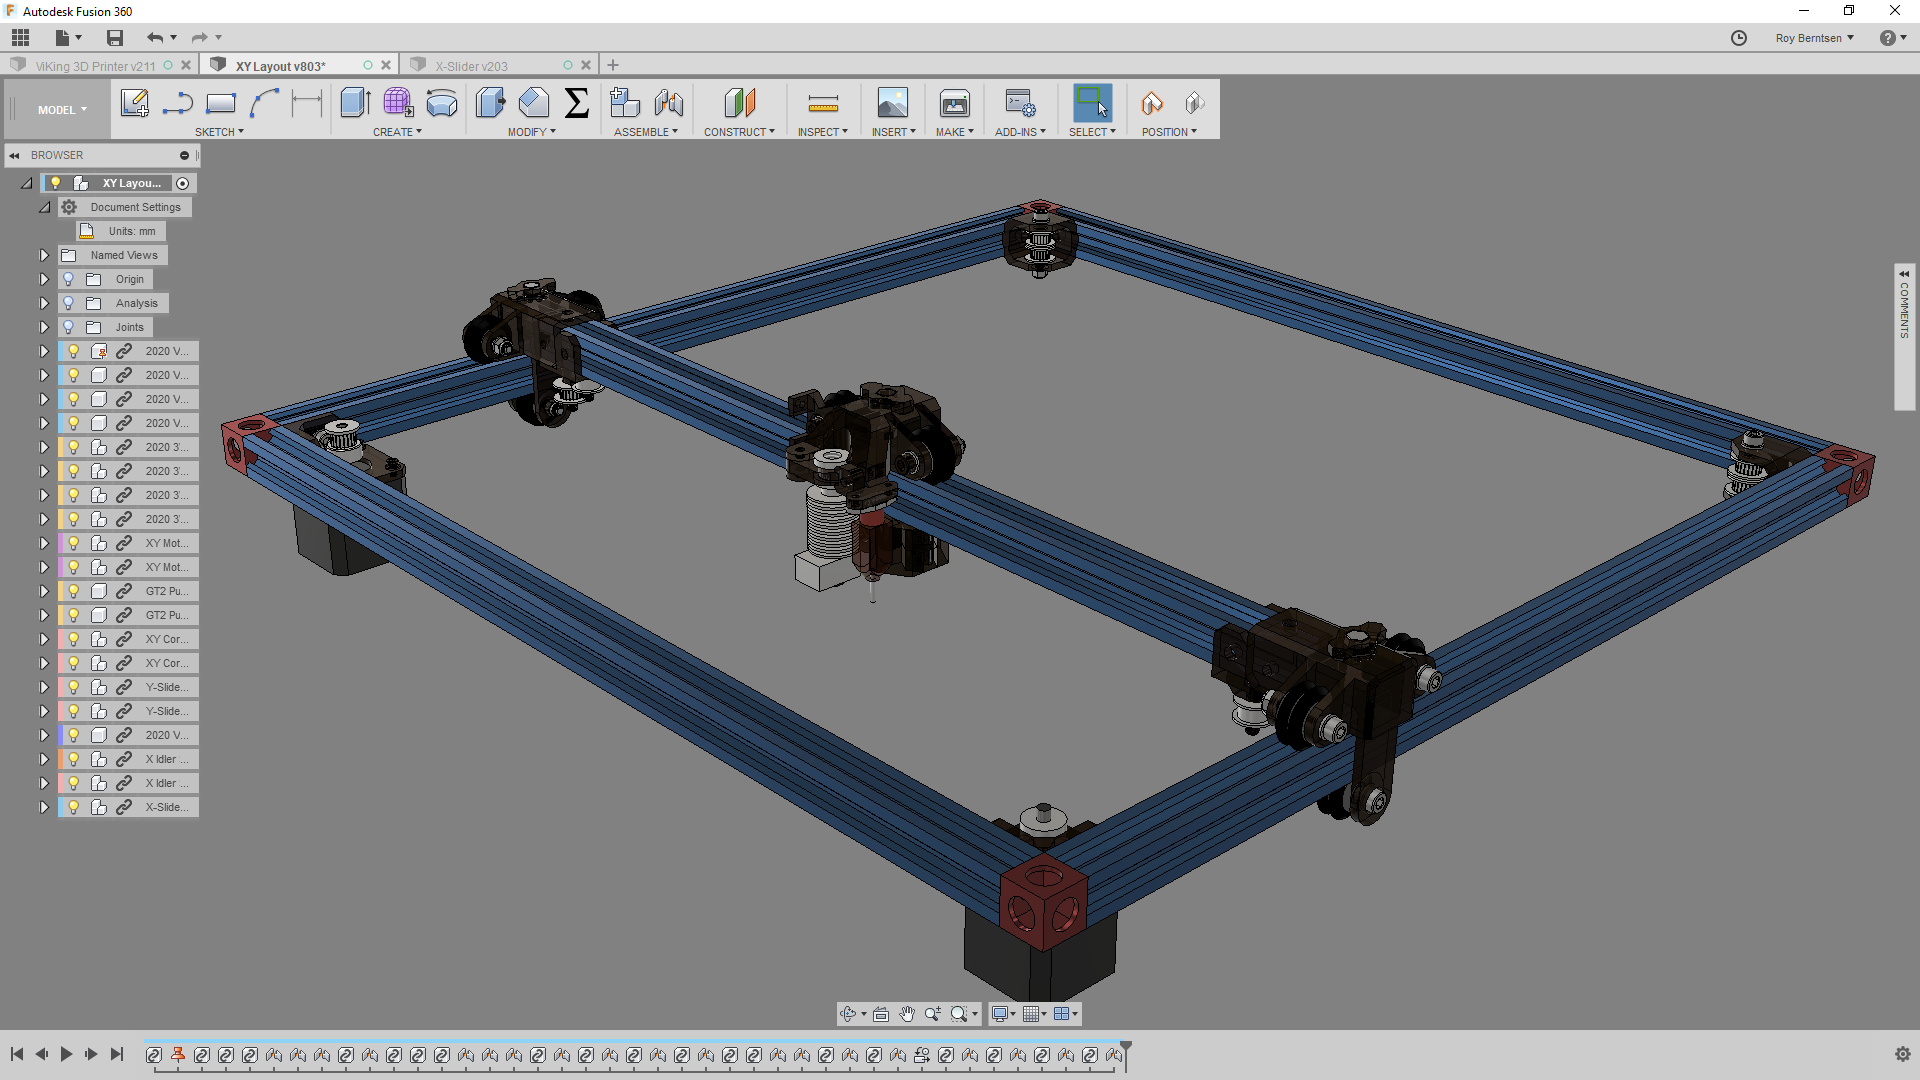 Autodesk Fusion 360
Roy Berntsen
ViKing 3D Printer v211
XY Layout v803*
X-Slider v203
MODEL
SKETCH
CREATE
MODIFY
ASSEMBLE
CONSTRUCT
INSPECT
INSERT
MAKE
ADD-INS
SELECT
POSITION
BROWSER
XY Layou...
Document Settings
Units: mm
Named Views
Origin
Analysis
Joints
2020 V...
2020 V...
2020 V...
2020 V...
2020 3'...
2020 3'...
2020 3'...
2020 3'...
XY Mot...
XY Mot...
GT2 Pu...
GT2 Pu...
XY Cor...
XY Cor...
Y-Slide...
Y-Slide...
2020 V...
X Idler ...
X Idler ...
X-Slide...
COMMENTS